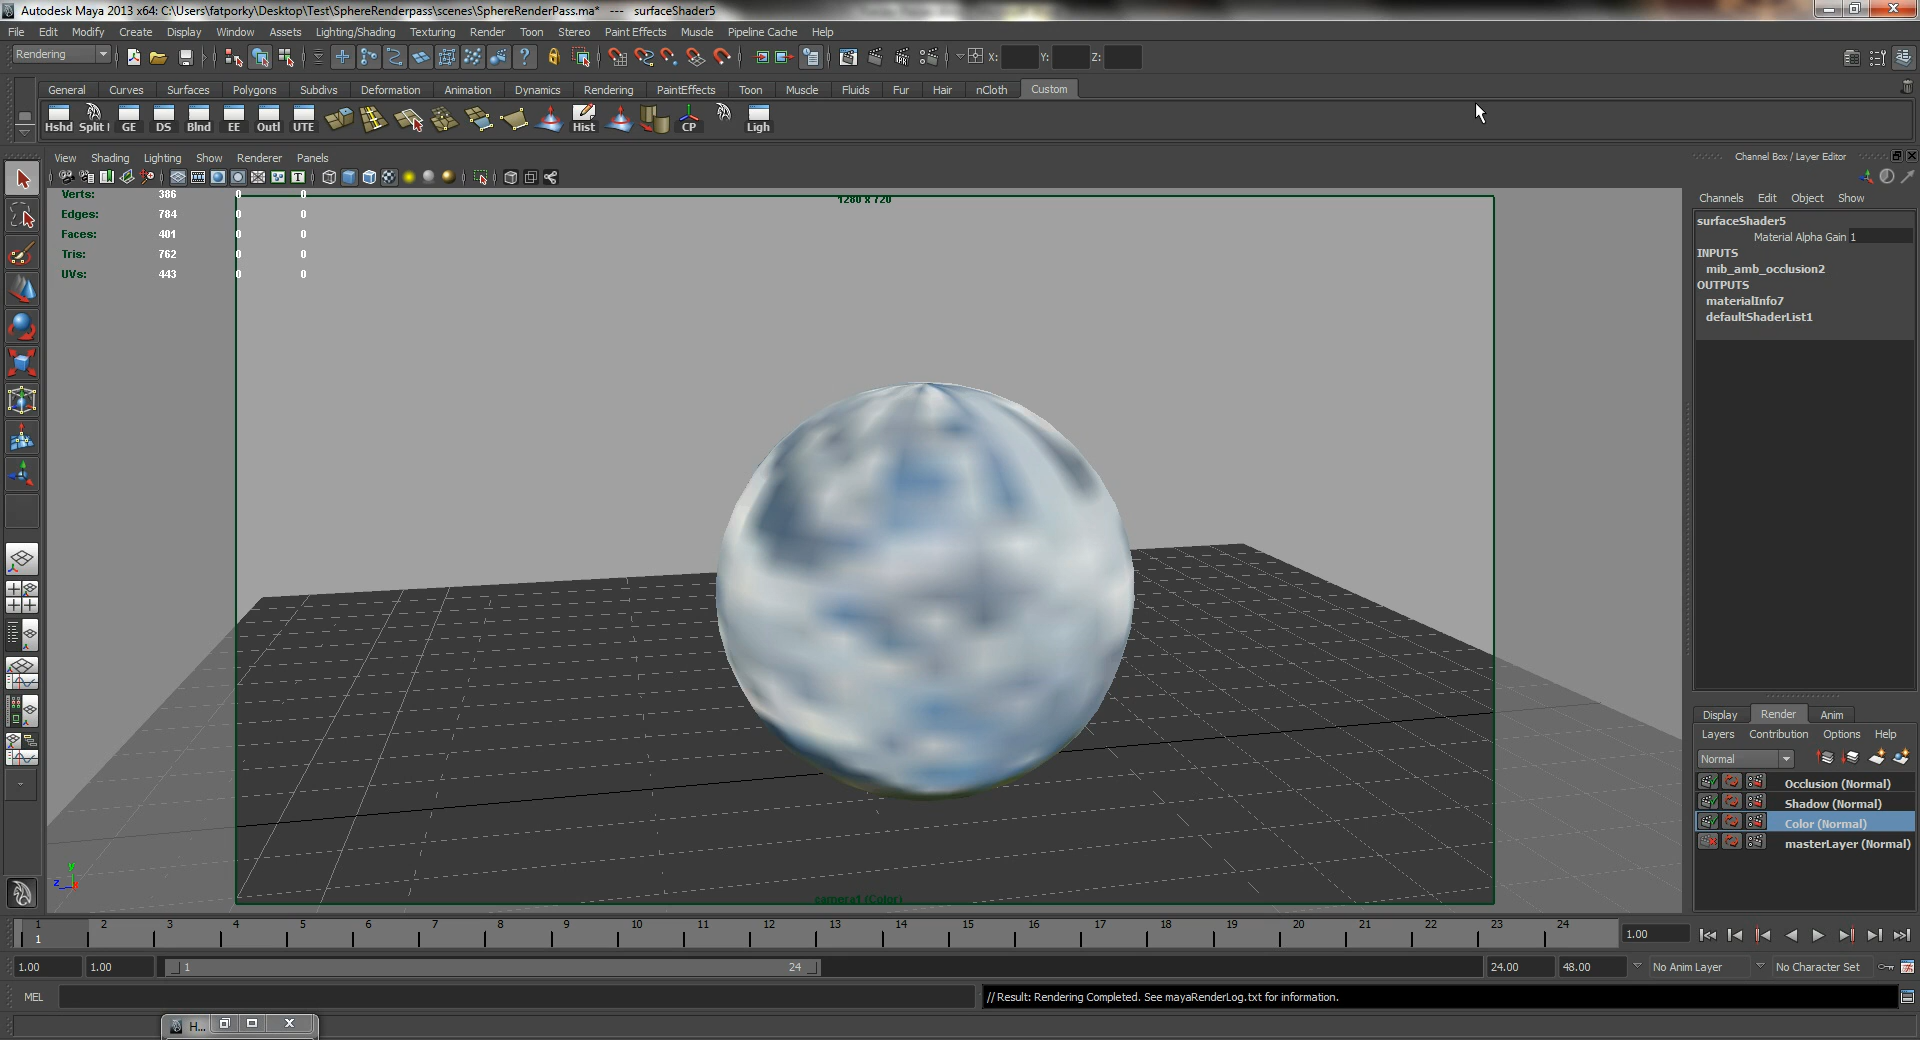 Autodesk Maya 2013 x64: C:\Users\fatporky\Desktop\Test\SphereRenderpass\scenes\SphereRenderPass.ma* --- surfaceShader5
File Edit Modify Create Display Window Assets Lighting/Shading Texturing Render Toon Stereo Paint Effects Muscle Pipeline Cache Help
Rendering X: Y: Z:
General Curves Surfaces Polygons Subdivs Deformation Animation Dynamics Rendering PaintEffects Toon Muscle Fluids Fur Hair nCloth Custom
Hshd Split GE DS Blnd EE Outl UTE Hist CP Ligh
Channel Box / Layer Editor
View Shading Lighting Show Renderer Panels
Channels Edit Object Show
Verts: 386 0 0
Edges: 784 0 0
Faces: 401 0 0
Tris: 762 0 0
UVs: 443 0 0
1280 x 720
surfaceShader5
Material Alpha Gain 1
INPUTS
mib_amb_occlusion2
OUTPUTS
materialInfo7
defaultShaderList1
Display Render Anim
Layers Contribution Options Help
Normal
Occlusion (Normal)
Shadow (Normal)
Color (Normal)
masterLayer (Normal)
y
z x
camera1 (Color)
1 2 3 4 5 6 7 8 9 10 11 12 13 14 15 16 17 18 19 20 21 22 23 24
1 1.00
1.00 1.00 1 24 24.00 48.00 No Anim Layer No Character Set
MEL // Result: Rendering Completed. See mayaRenderLog.txt for information.
H...